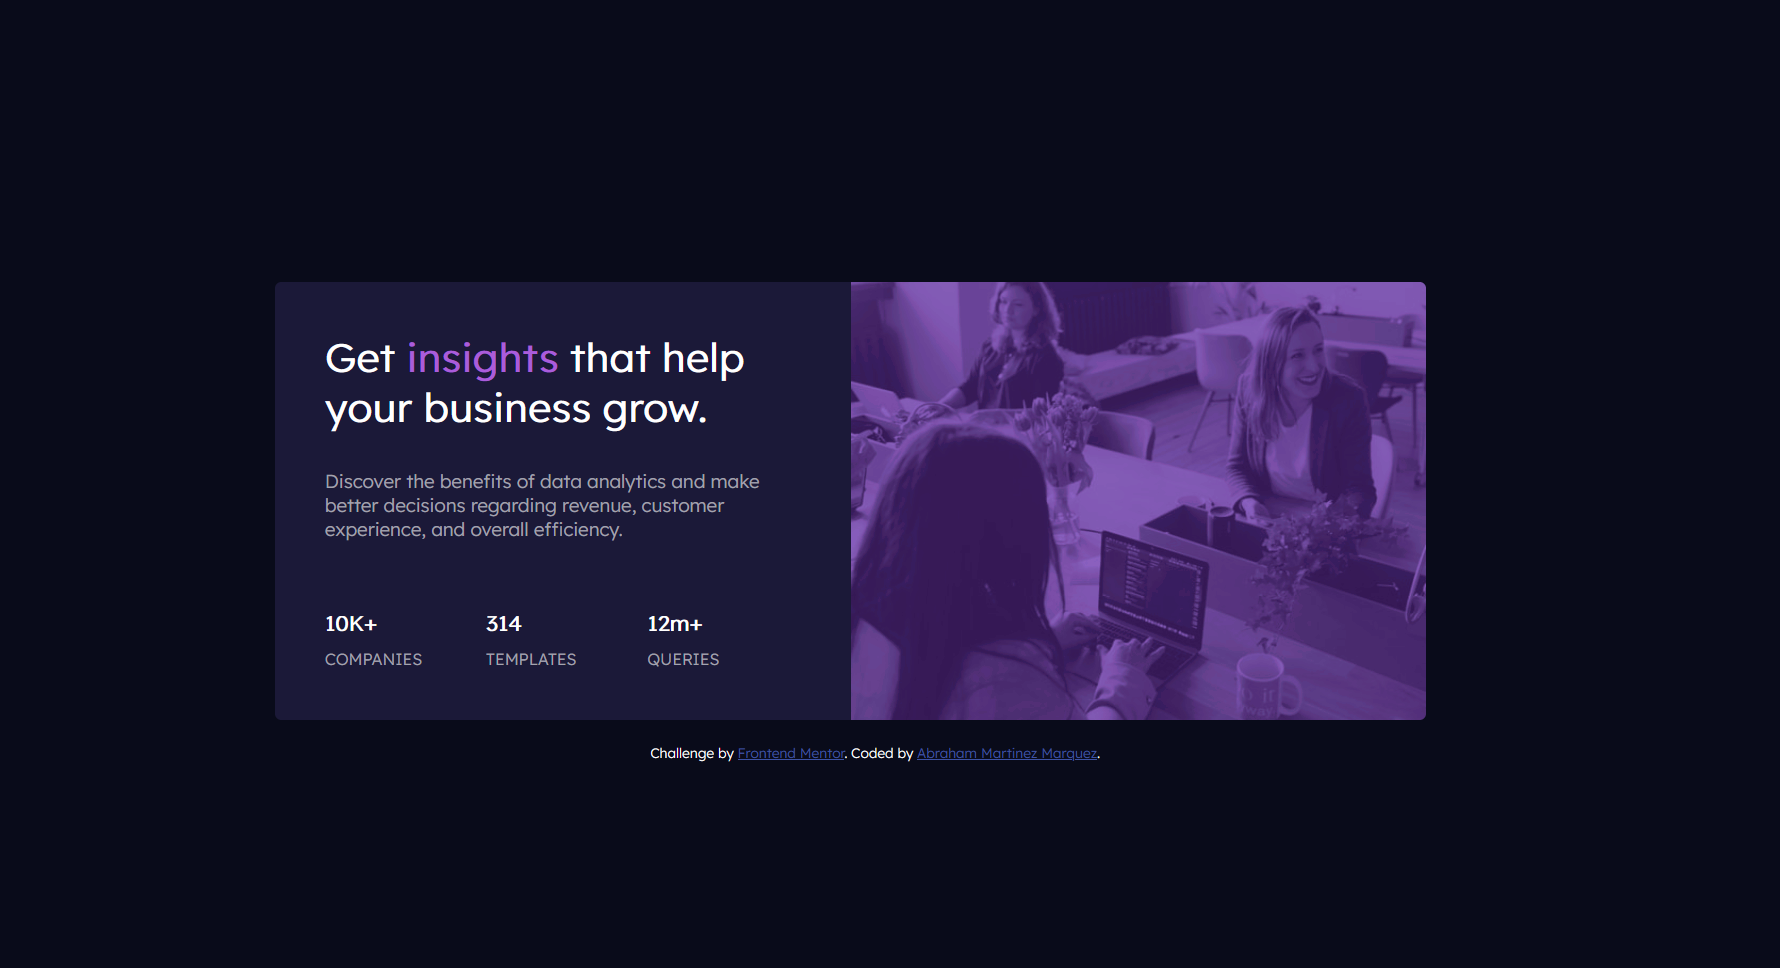 Get insights that help
your business grow.
Discover the benefits of data analytics and make
better decisions regarding revenue, customer
experience, and overall efficiency.
10K+
314
12m+
COMPANIES
TEMPLATES
QUERIES
Challenge by Frontend Mentor. Coded by Abraham Martinez Marquez.